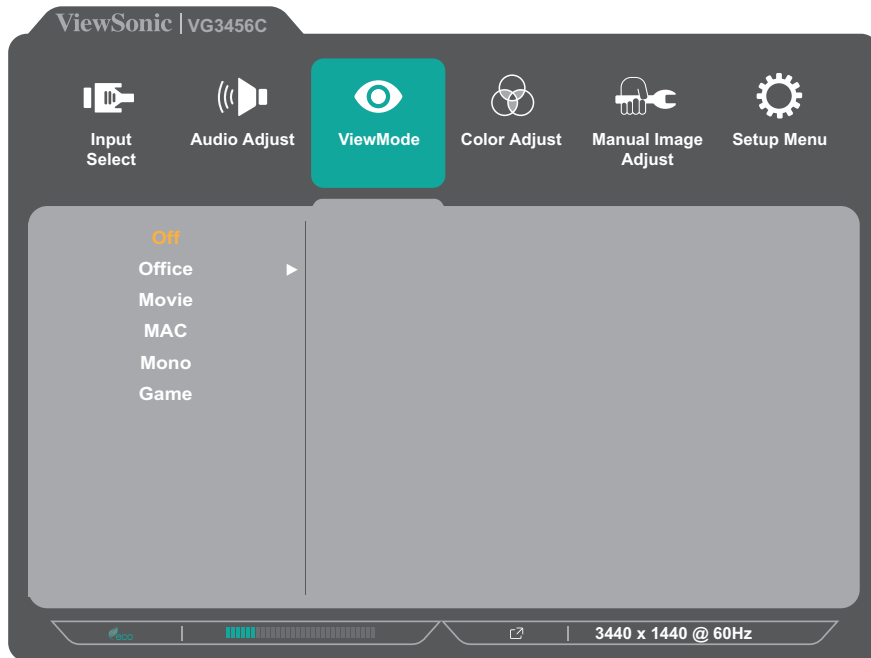 ViewSonic | VG3456C
Input Select
Audio Adjust
ViewMode
Color Adjust
Manual Image Adjust
Setup Menu
Off
Office
Movie
MAC
Mono
Game
eco
3440 x 1440 @ 60Hz